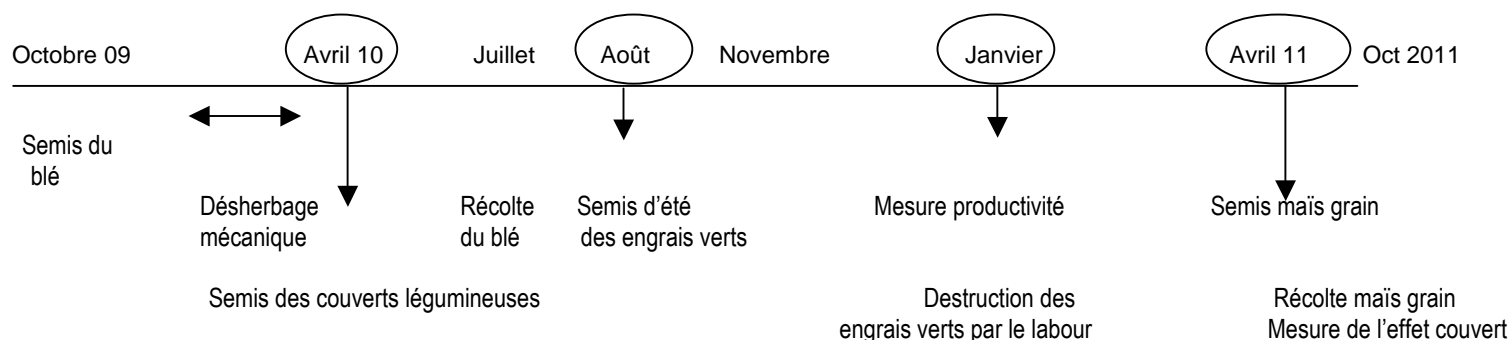 Octobre 09 Avril 10 Juillet Août Novembre Janvier Avril 11 Oct 2011
Semis du
blé
Désherbage Récolte Semis d'été Mesure productivité Semis maïs grain
mécanique du blé des engrais verts
Semis des couverts légumineuses Destruction des Récolte maïs grain
engrais verts par le labour Mesure de l'effet couvert